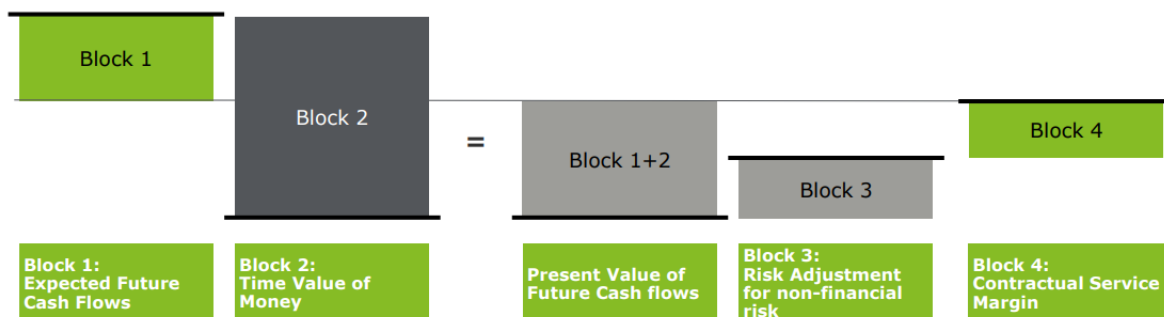 Block 1
Block 2
=
Block 1+2
Block 3
Block 4
Block 1:
Expected Future
Cash Flows
Block 2:
Time Value of
Money
Present Value of
Future Cash flows
Block 3:
Risk Adjustment
for non-financial
risk
Block 4:
Contractual Service
Margin